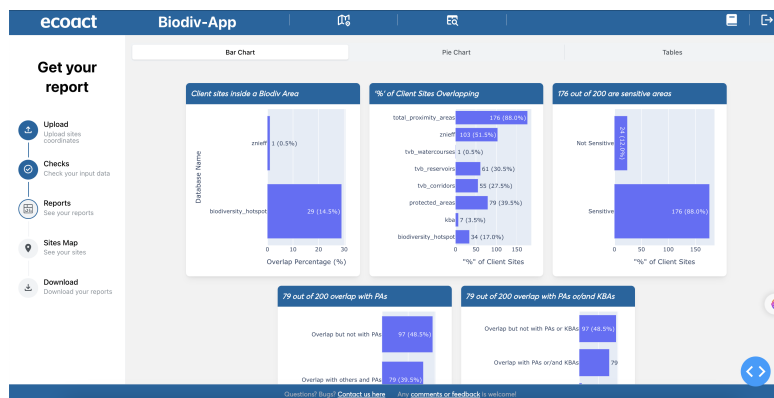 ecoact
Biodiv-App
Get your
report
Upload
Upload sites
coordinates
Checks
Check your input data
Reports
See your reports
Sites Map
See your sites
Download
Download your reports
Bar Chart
Pie Chart
Tables
Client sites inside a Biodiv Area
Database Name
znieff
1 (0.5%)
biodiversity_hotspot
29 (14.5%)
0 10 20 30
Overlap Percentage (%)
'%' of Client Sites Overlapping
total_proximity_areas 176 (88.0%)
znieff 103 (51.5%)
tvb_watercourses 1 (0.5%)
tvb_reservoirs 61 (30.5%)
tvb_corridors 55 (27.5%)
protected_areas 79 (39.5%)
kba 7 (3.5%)
biodiversity_hotspot 34 (17.0%)
0 50 100 150
"%" of Client Sites
176 out of 200 are sensitive areas
Not Sensitive 24 (12.0%)
Sensitive 176 (88.0%)
0 50 100 150
"%" of Client Sites
79 out of 200 overlap with PAs
Overlap but not with PAs 97 (48.5%)
Overlap with others and PAs 79 (39.5%)
79 out of 200 overlap with PAs or/and KBAs
Overlap but not with PAs or KBAs 97 (48.5%)
Overlap with PAs or/and KBAs 79
Questions? Bugs? Contact us here Any comments or feedback is welcome!